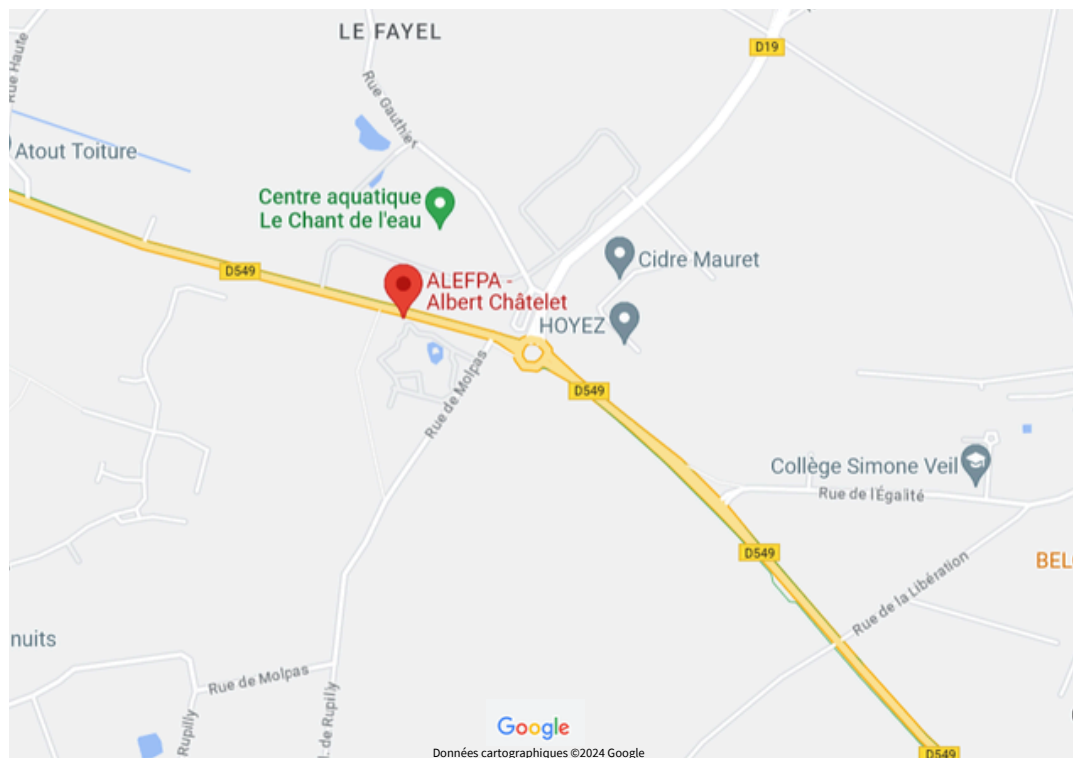 LE FAYEL
D19
Rue Haute
Rue Gauthiet
Atout Toiture
Centre aquatique
Le Chant de l'eau
D549
Cidre Mauret
ALEFPA -
Albert Châtelet
HOYEZ
D549
Rue de Molpas
Collège Simone Veil
Rue de l'Égalité
D549
BEL
Rue de la Libération
nuits
Rue de Molpas
Rupilly
l. de Rupilly
Google
D549
Données cartographiques ©2024 Google